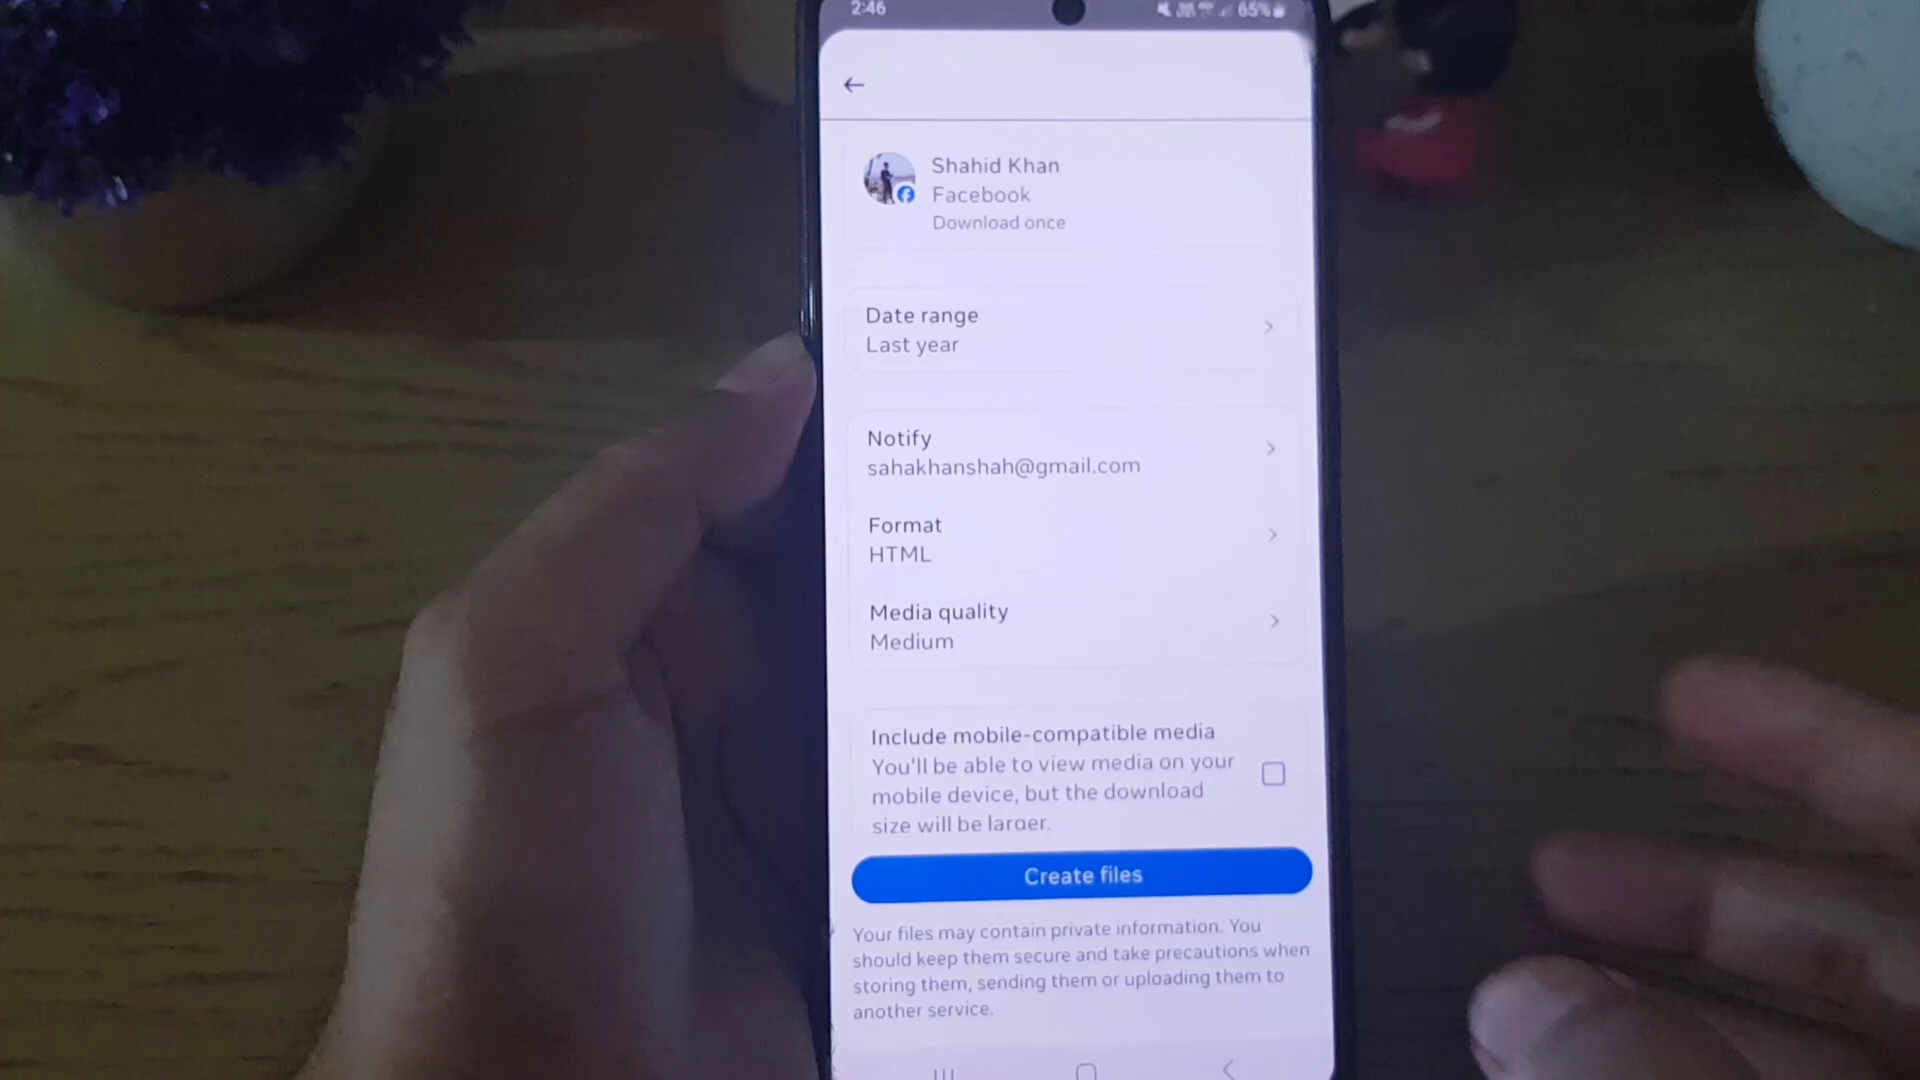 2:46
65%
Shahid Khan
Facebook
Download once
Date range
Last year
Notify
sahakhanshah@gmail.com
Format
HTML
Media quality
Medium
Include mobile-compatible media
You'll be able to view media on your
mobile device, but the download
size will be larger.
Create files
Your files may contain private information. You
should keep them secure and take precautions when
storing them, sending them or uploading them to
another service.